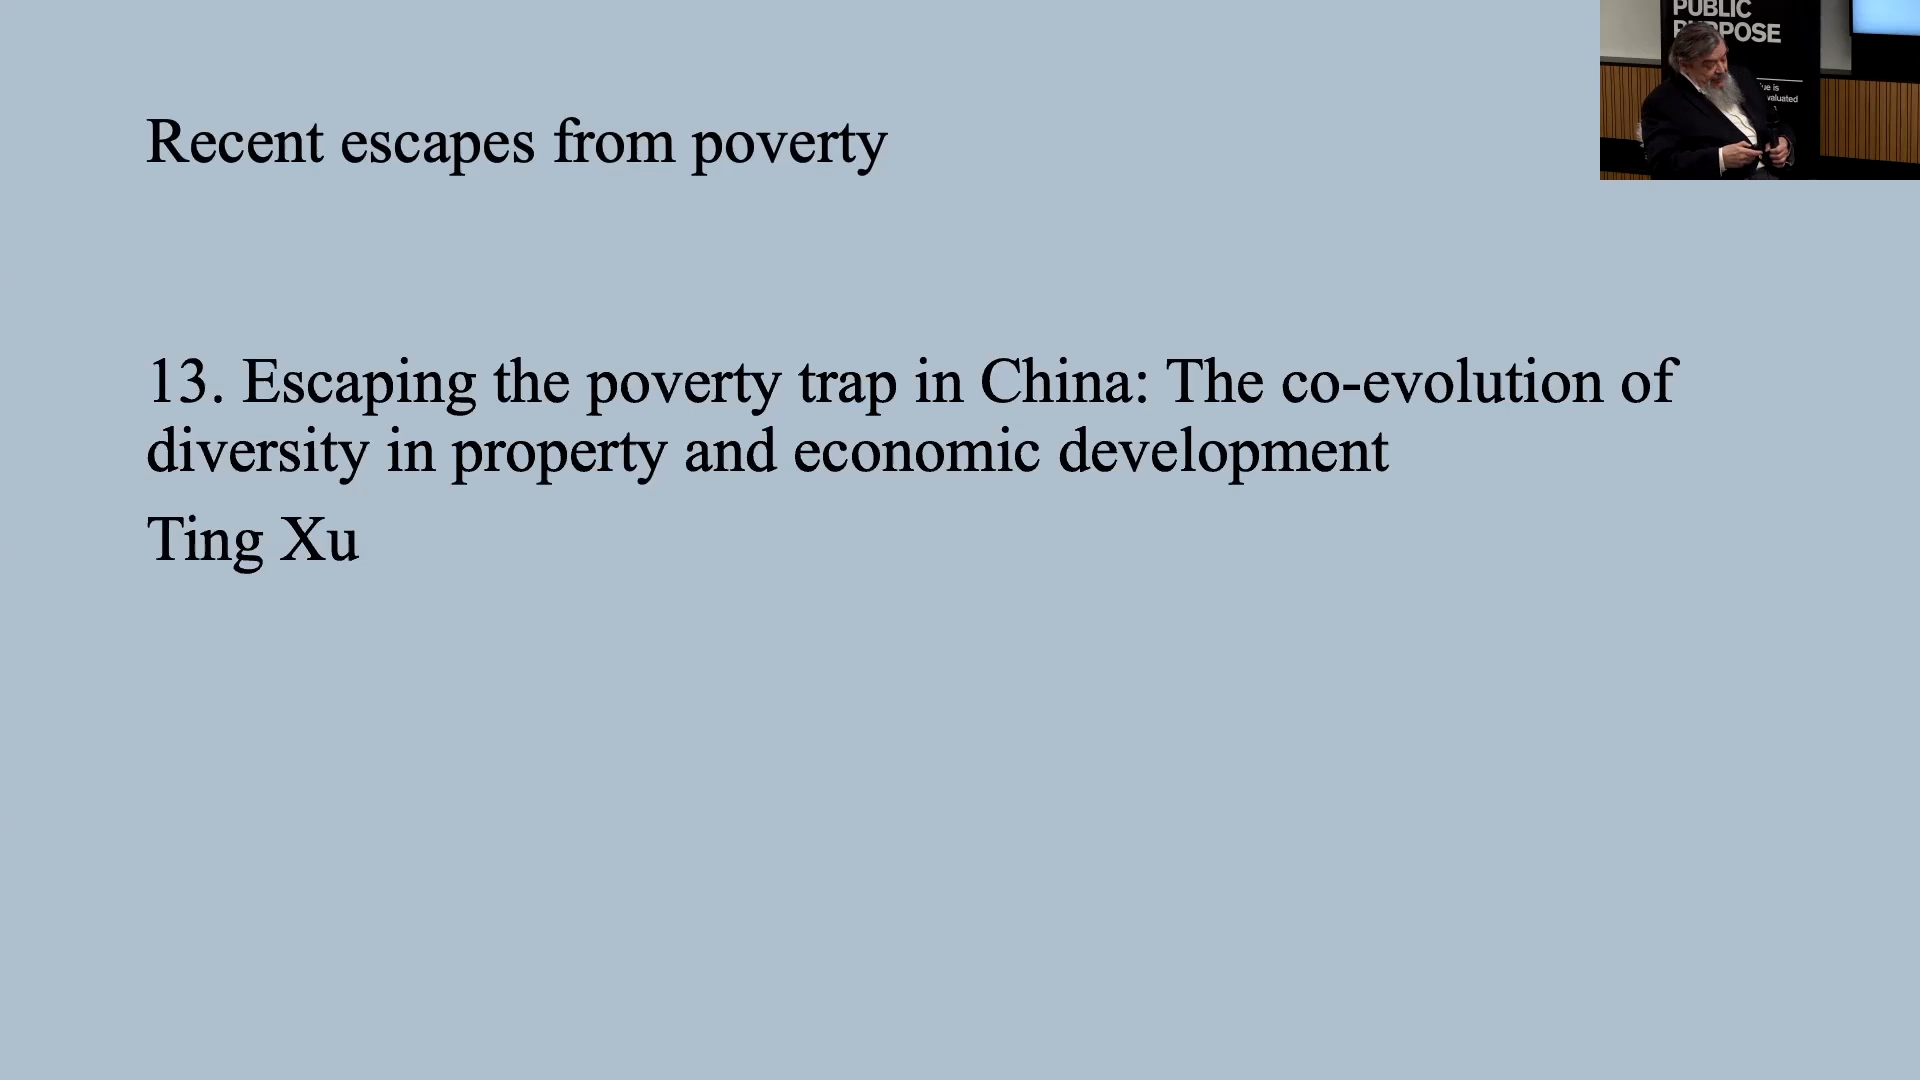 Recent escapes from poverty
13. Escaping the poverty trap in China: The co-evolution of
diversity in property and economic development
Ting Xu
PUBLIC